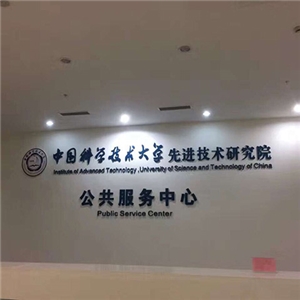 中国科学技术大学先进技术研究院
Institute of Advanced Technology , University of Science and Technology of China
公共服务中心
Public Service Center